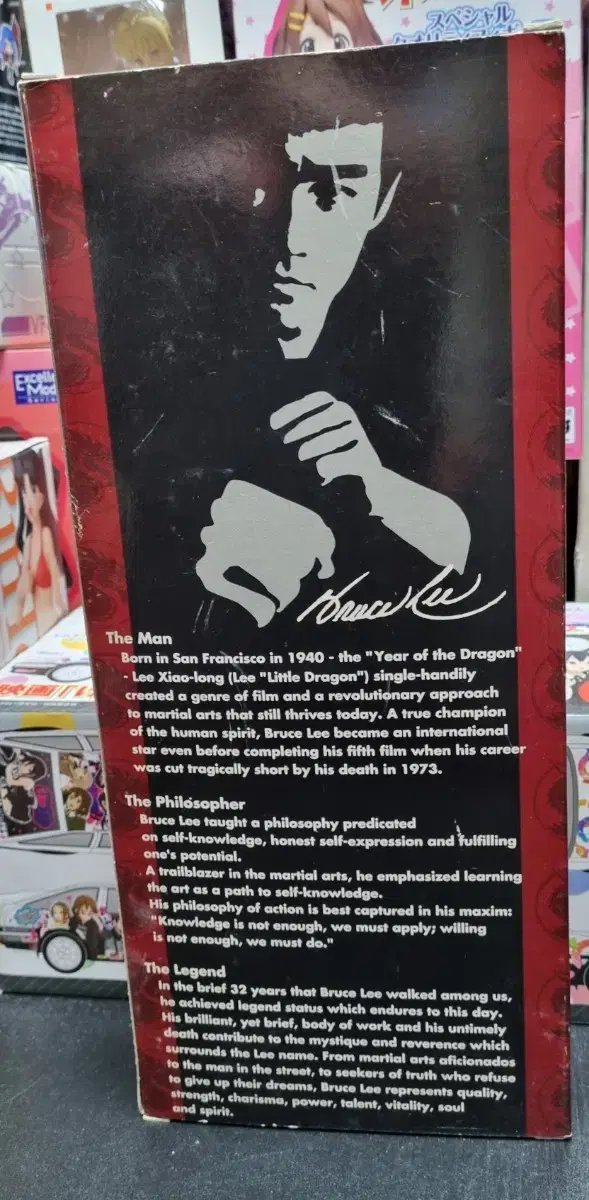 スペシャル
Excelle
Mod
Bruce Lee
The Man
Born in San Francisco in 1940 - the "Year of the Dragon"
- Lee Xiao-long (Lee "Little Dragon") single-handily
created a genre of film and a revolutionary approach
to martial arts that still thrives today. A true champion
of the human spirit, Bruce Lee became an international
star even before completing his fifth film when his career
was cut tragically short by his death in 1973.
The Philosopher
Bruce Lee taught a philosophy predicated
on self-knowledge, honest self-expression and fulfilling
one's potential.
A trailblazer in the martial arts, he emphasized learning
the art as a path to self-knowledge.
His philosophy of action is best captured in his maxim:
"Knowledge is not enough, we must apply; willing
is not enough, we must do."
The Legend
In the brief 32 years that Bruce Lee walked among us,
he achieved legend status which endures to this day.
His brilliant, yet brief, body of work and his untimely
death contribute to the mystique and reverence which
surrounds the Lee name. From martial arts aficionados
to the man in the street, to seekers of truth who refuse
to give up their dreams, Bruce Lee represents quality,
strength, charisma, power, talent, vitality, soul
and spirit.